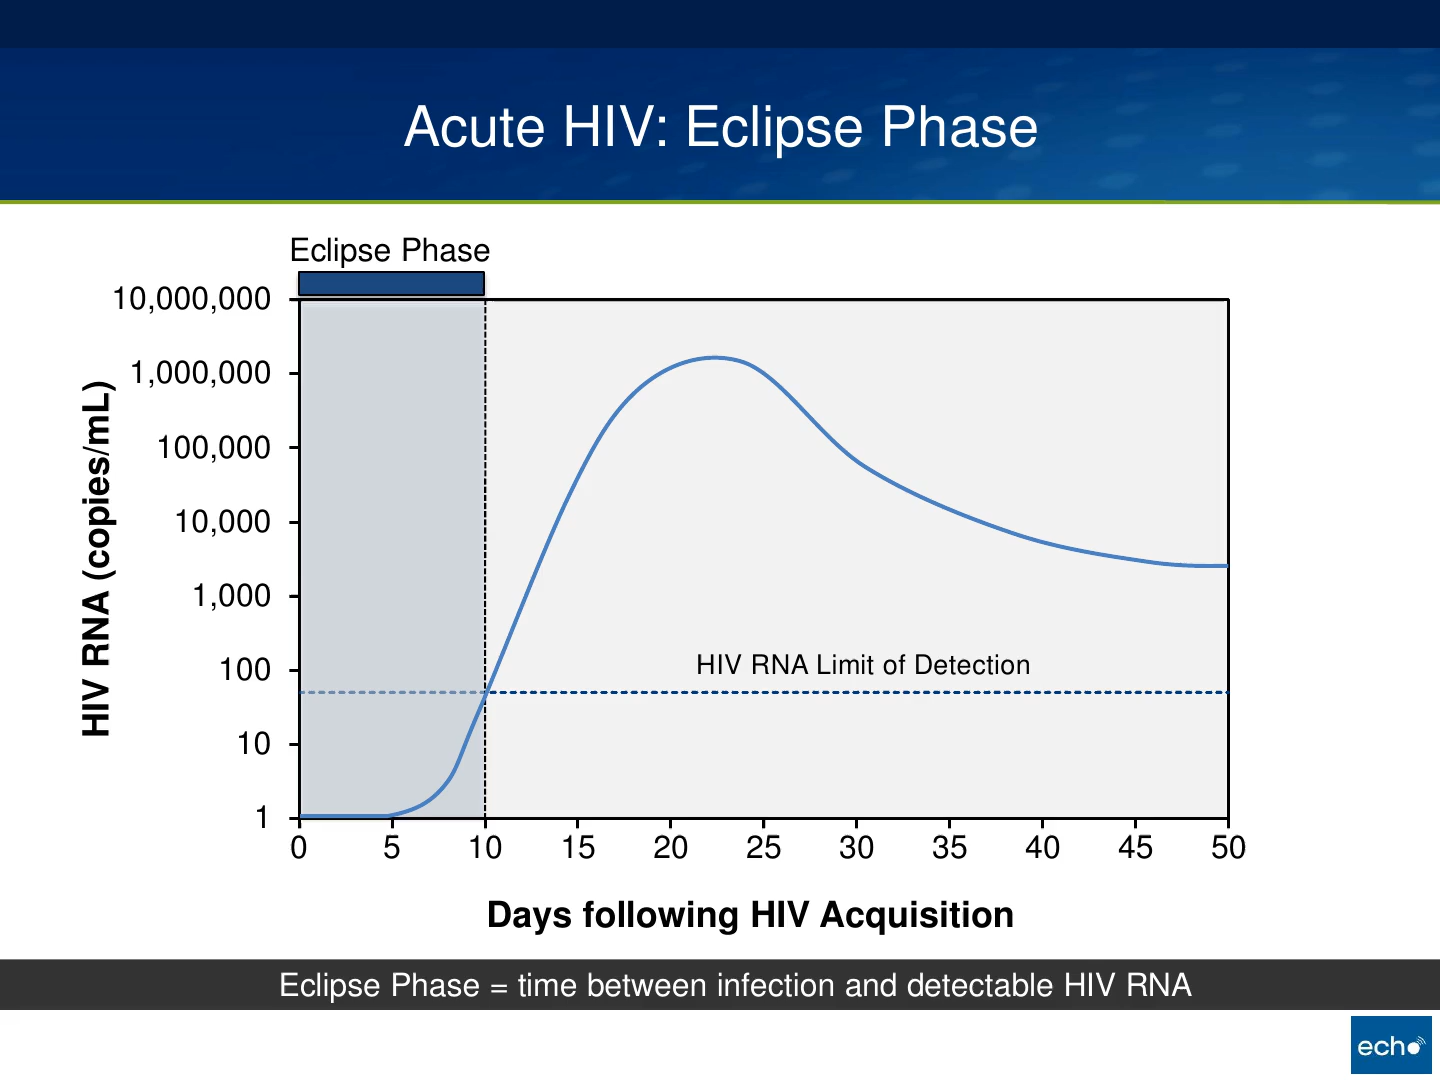 Acute HIV: Eclipse Phase
Eclipse Phase
10,000,000
1,000,000
100,000
10,000
1,000
100
10
1
HIV RNA (copies/mL)
HIV RNA Limit of Detection
0 5 10 15 20 25 30 35 40 45 50
Days following HIV Acquisition
Eclipse Phase = time between infection and detectable HIV RNA
echo